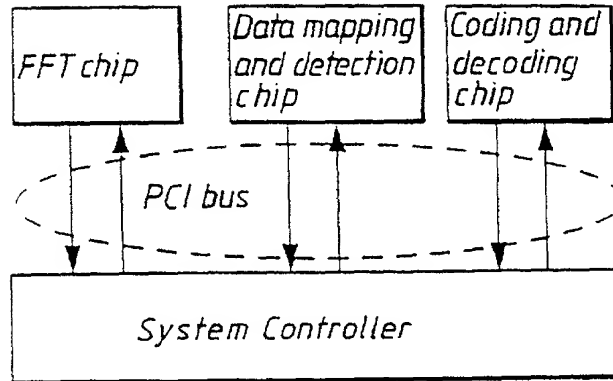 FFT chip
Data mapping
and detection
chip
Coding and
decoding
chip
PCI bus
System Controller